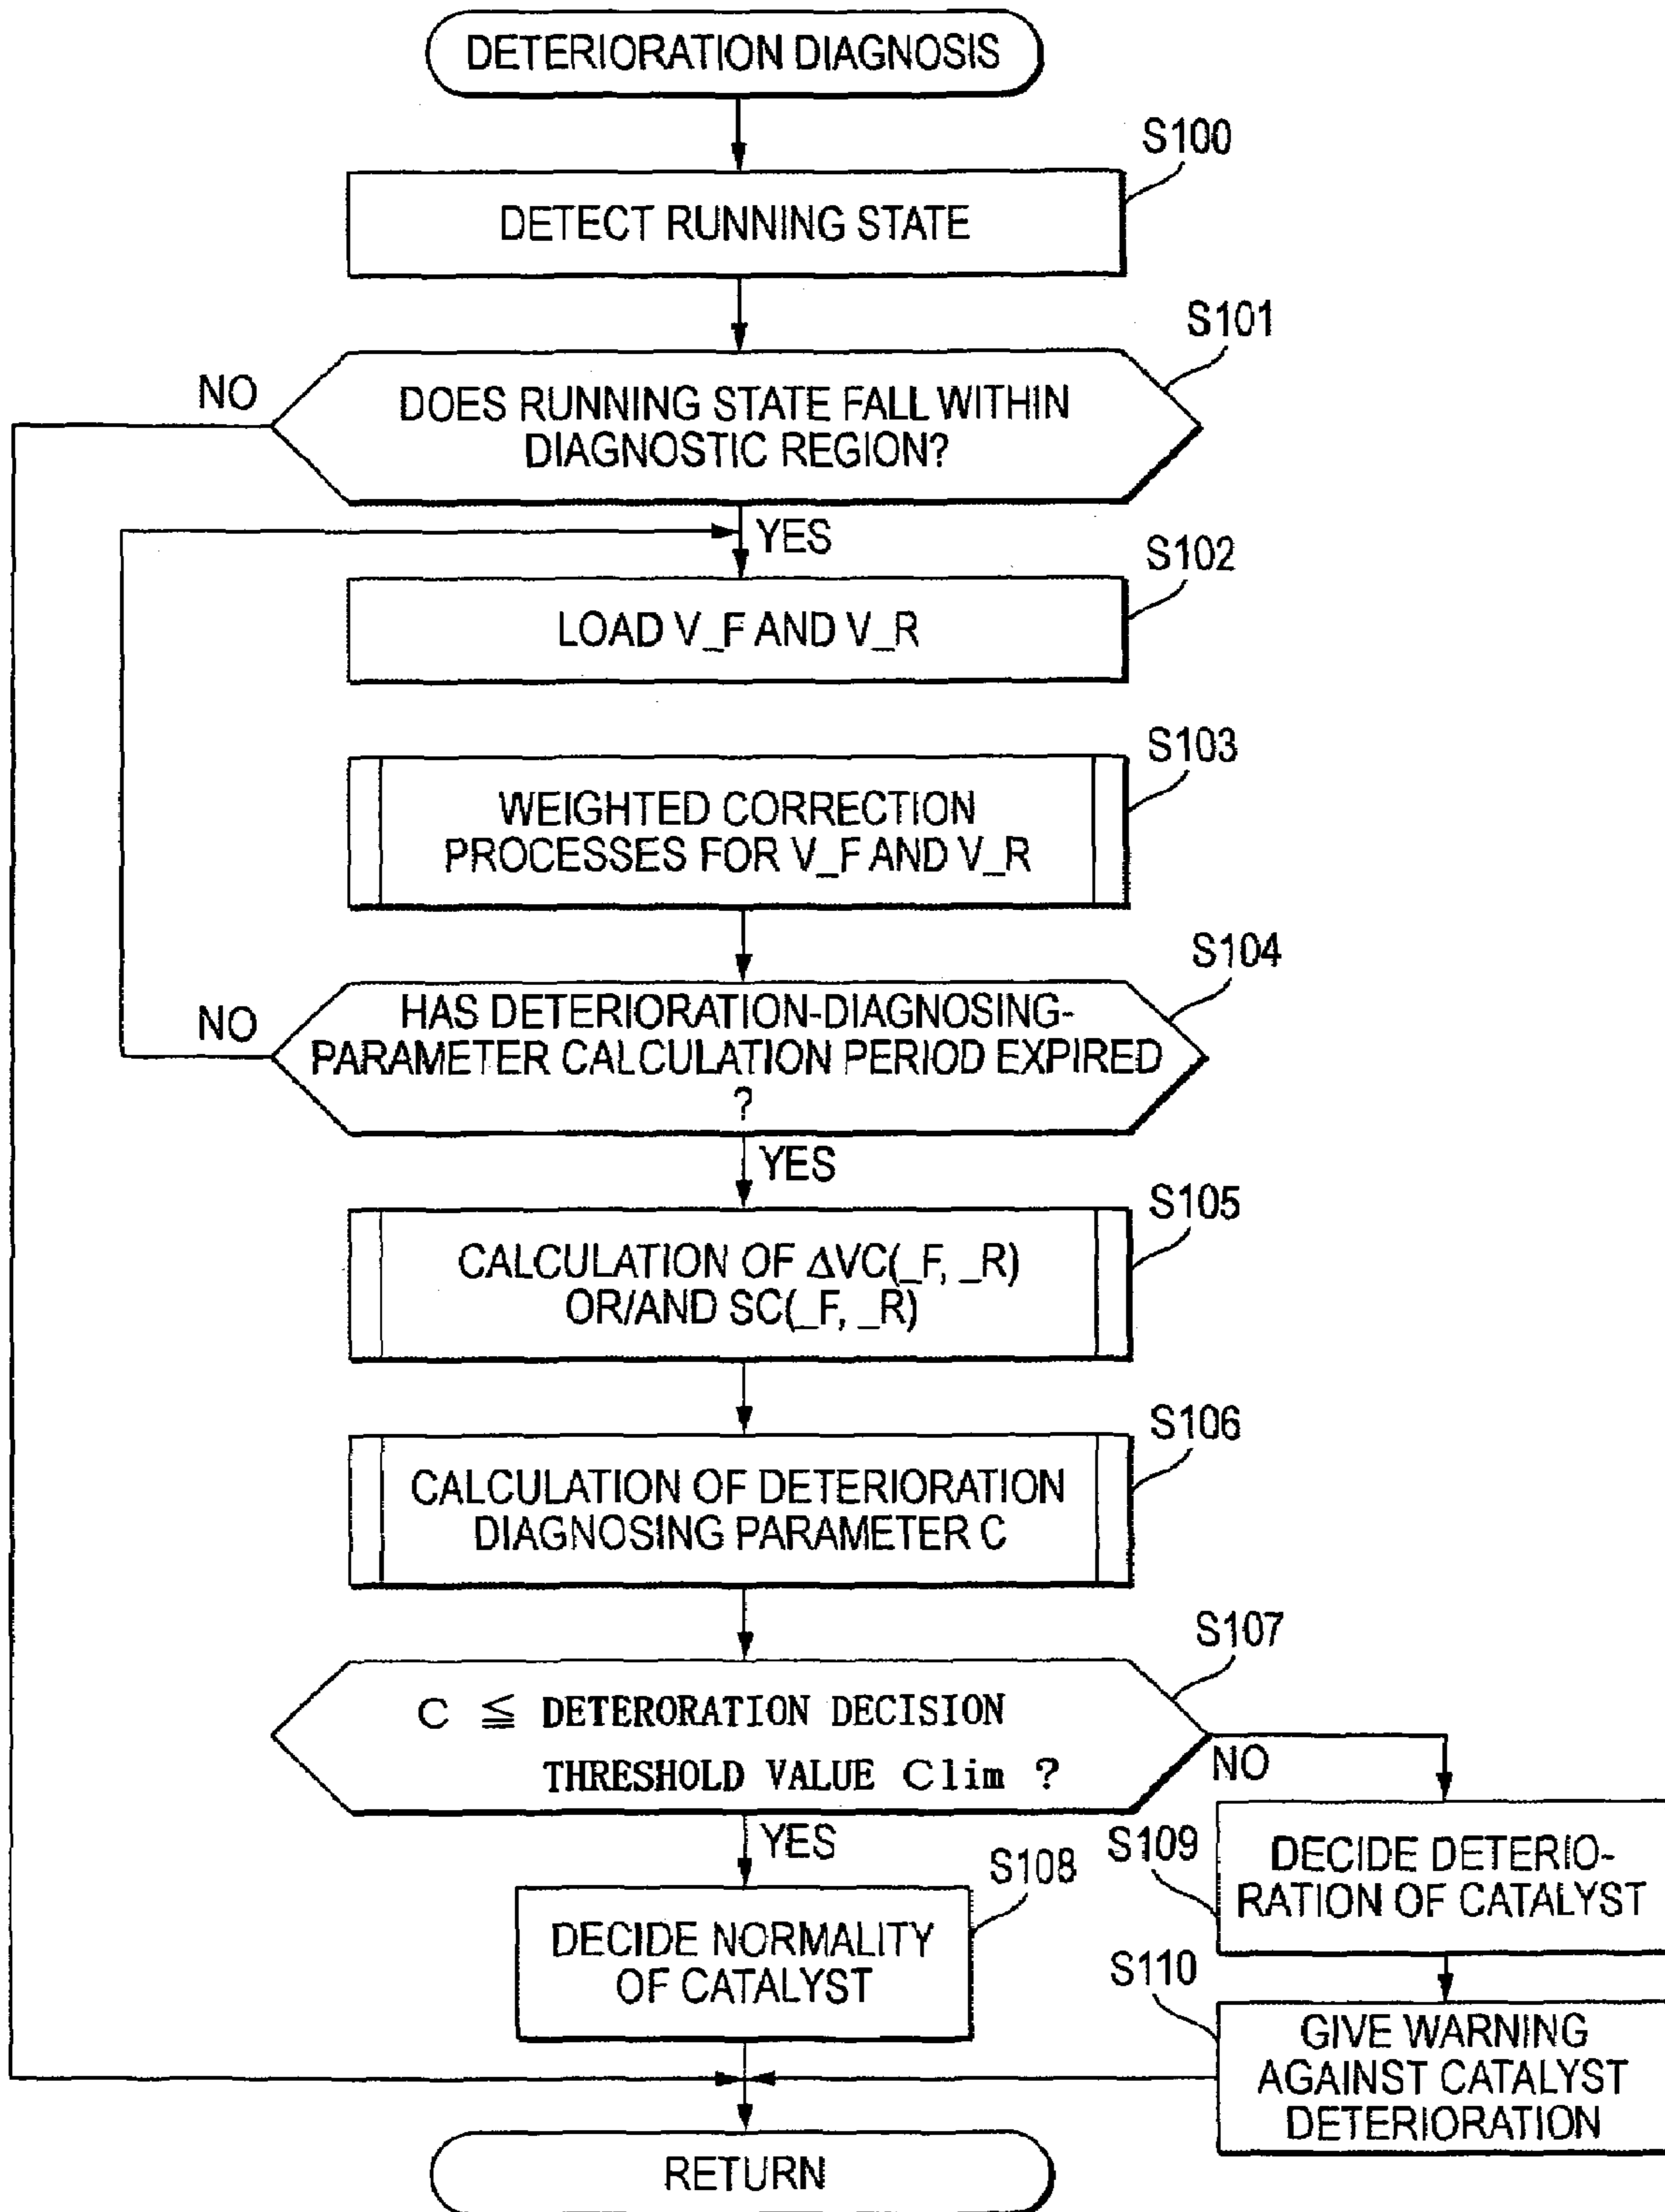 DETERIORATION DIAGNOSIS
S100
DETECT RUNNING STATE
S101
NO
DOES RUNNING STATE FALL WITHIN
DIAGNOSTIC REGION?
YES
S102
LOAD V_F AND V_R
S103
WEIGHTED CORRECTION
PROCESSES FOR V_F AND V_R
S104
NO
HAS DETERIORATION-DIAGNOSING-
PARAMETER CALCULATION PERIOD EXPIRED
?
YES
S105
CALCULATION OF ΔVC(_F, _R)
OR/AND SC(_F, _R)
S106
CALCULATION OF DETERIORATION
DIAGNOSING PARAMETER C
S107
C ≦ DETERORATION DECISION
THRESHOLD VALUE Clim ?
NO
YES
S108
DECIDE NORMALITY
OF CATALYST
S109
DECIDE DETERIO-
RATION OF CATALYST
S110
GIVE WARNING
AGAINST CATALYST
DETERIORATION
RETURN